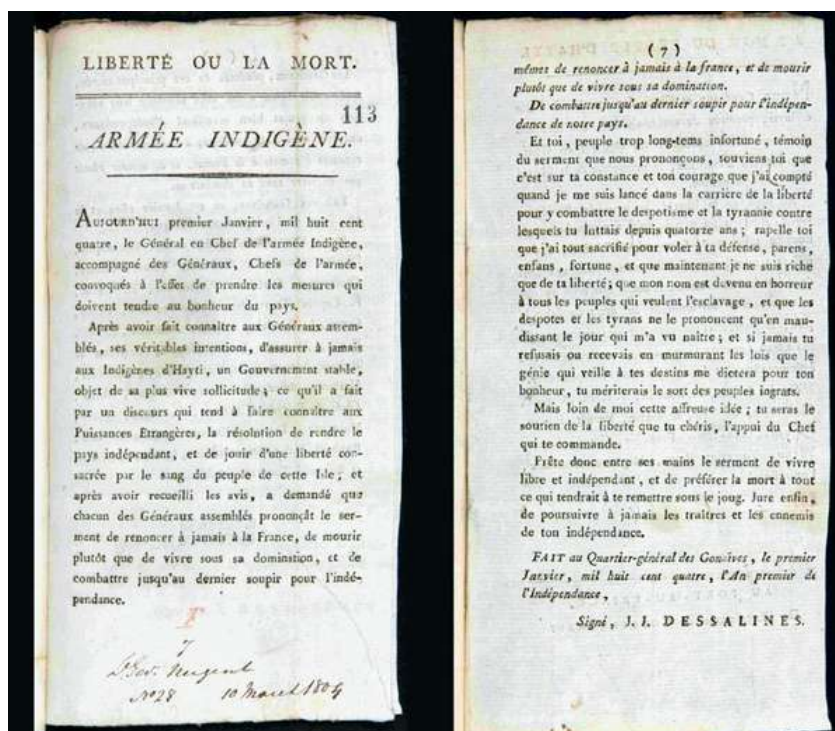 LIBERTÉ OU LA MORT.
113
ARMÉE INDIGÈNE.
AUJOURD'HUI premier Janvier, mil huit cent
quatre, le Général en Chef de l'armée Indigène,
accompagné des Généraux, Chefs de l'armée,
convoqués à l'effet de prendre les mesures qui
doivent tendre au bonheur du pays.
Après avoir fait connaître aux Généraux assem-
blés, ses véritables intentions, d'assurer à jamais
aux Indigènes d'Hayti, un Gouvernement stable,
objet de sa plus vive sollicitude; ce qu'il a fait
par un discours qui tend à faire connaître aux
Puissances Etrangères, la résolution de rendre le
pays indépendant, et de jouir d'une liberté con-
sacrée par le sang du peuple de cette Isle; et
après avoir recueilli les avis, a demandé que
chacun des Généraux assemblés prononçât le ser-
ment de renoncer à jamais à la France, de mourir
plutôt que de vivre sous sa domination, et de
combattre jusqu'au dernier soupir pour l'indé-
pendance.
Nugent
Nº 28 10 March 1804
(7)
mêmes de renoncer à jamais à la france, et de mourir
plutôt que de vivre sous sa domination.
De combattre jusqu'au dernier soupir pour l'indépen-
dance de notre pays.
Et toi, peuple trop long-tems infortuné, témoin
du serment que nous prononçons, souviens toi que
c'est sur ta constance et ton courage que j'ai compté
quand je me suis lancé dans la carrière de la liberté
pour y combattre le despotisme et la tyrannie contre
lesquels tu luttais depuis quatorze ans; rapelle toi
que j'ai tout sacrifié pour voler à ta défense, parens,
enfans, fortune, et que maintenant je ne suis riche
que de ta liberté; que mon nom est devenu en horreur
à tous les peuples qui veulent l'esclavage, et que les
despotes et les tyrans ne le prononcent qu'en mau-
dissant le jour qui m'a vu naître; et si jamais tu
refusais ou recevais en murmurant les lois que le
génie qui veille à tes destins me dictera pour ton
bonheur, tu mériterais le sort des peuples ingrats.
Mais loin de moi cette affreuse idée; tu seras le
soutien de la liberté que tu chéris, l'appui du Chef
qui te commande.
Prête donc entre ses mains le serment de vivre
libre et indépendant, et de préférer la mort à tout
ce qui tendrait à te remettre sous le joug. Jure enfin,
de poursuivre à jamais les traîtres et les ennemis
de ton indépendance.
FAIT au Quartier-général des Gonaïves, le premier
Janvier, mil huit cent quatre, l'An premier de
l'Indépendance,
Signé, J. J. DESSALINES.